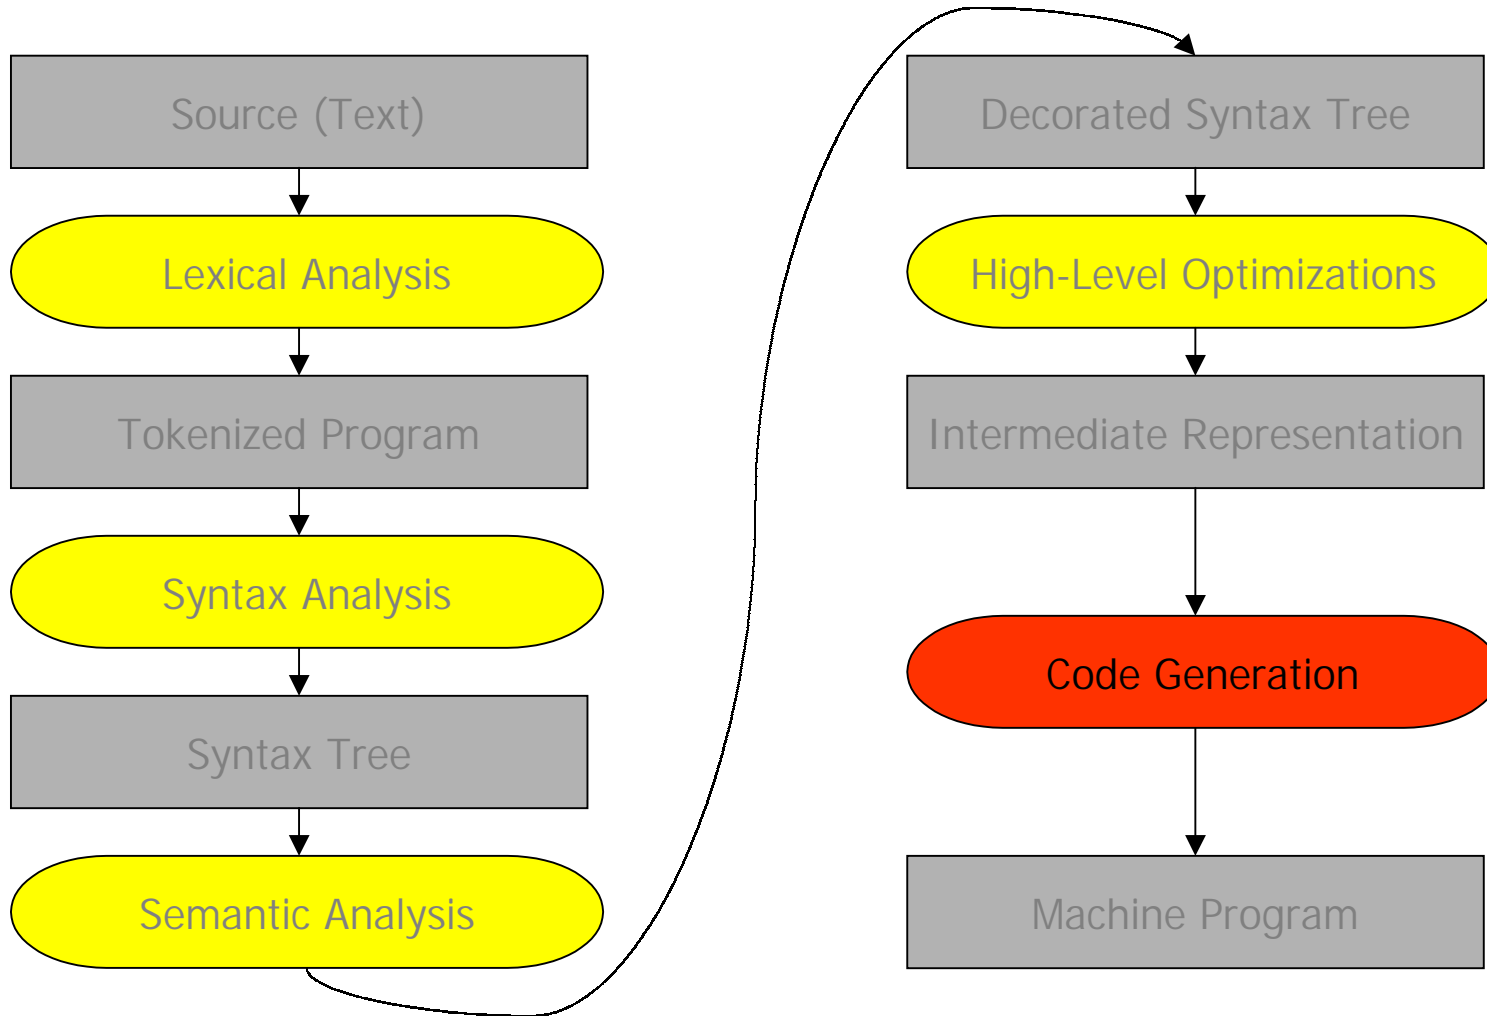 Source (Text)
Lexical Analysis
Tokenized Program
Syntax Analysis
Syntax Tree
Semantic Analysis
Decorated Syntax Tree
High-Level Optimizations
Intermediate Representation
Code Generation
Machine Program